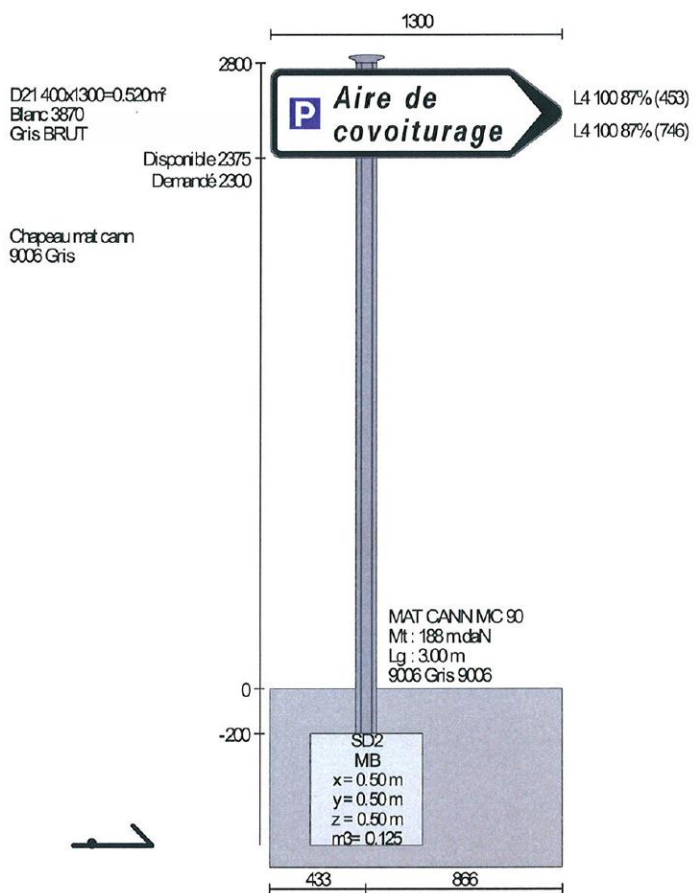 1300
2800
D21 400x1300=0.520m²
Blanc 3870
Gris BRUT
P
Aire de
covoiturage
L4 100 87% (453)
L4 100 87% (746)
Disponible 2375
Demandé 2300
Chapeau mat cann
9006 Gris
MAT CANN MC 90
Mt : 188 m.daN
Lg : 3.00 m
9006 Gris 9006
0
-200
SD2
MB
x = 0.50 m
y = 0.50 m
z = 0.50 m
m3= 0.125
433
866